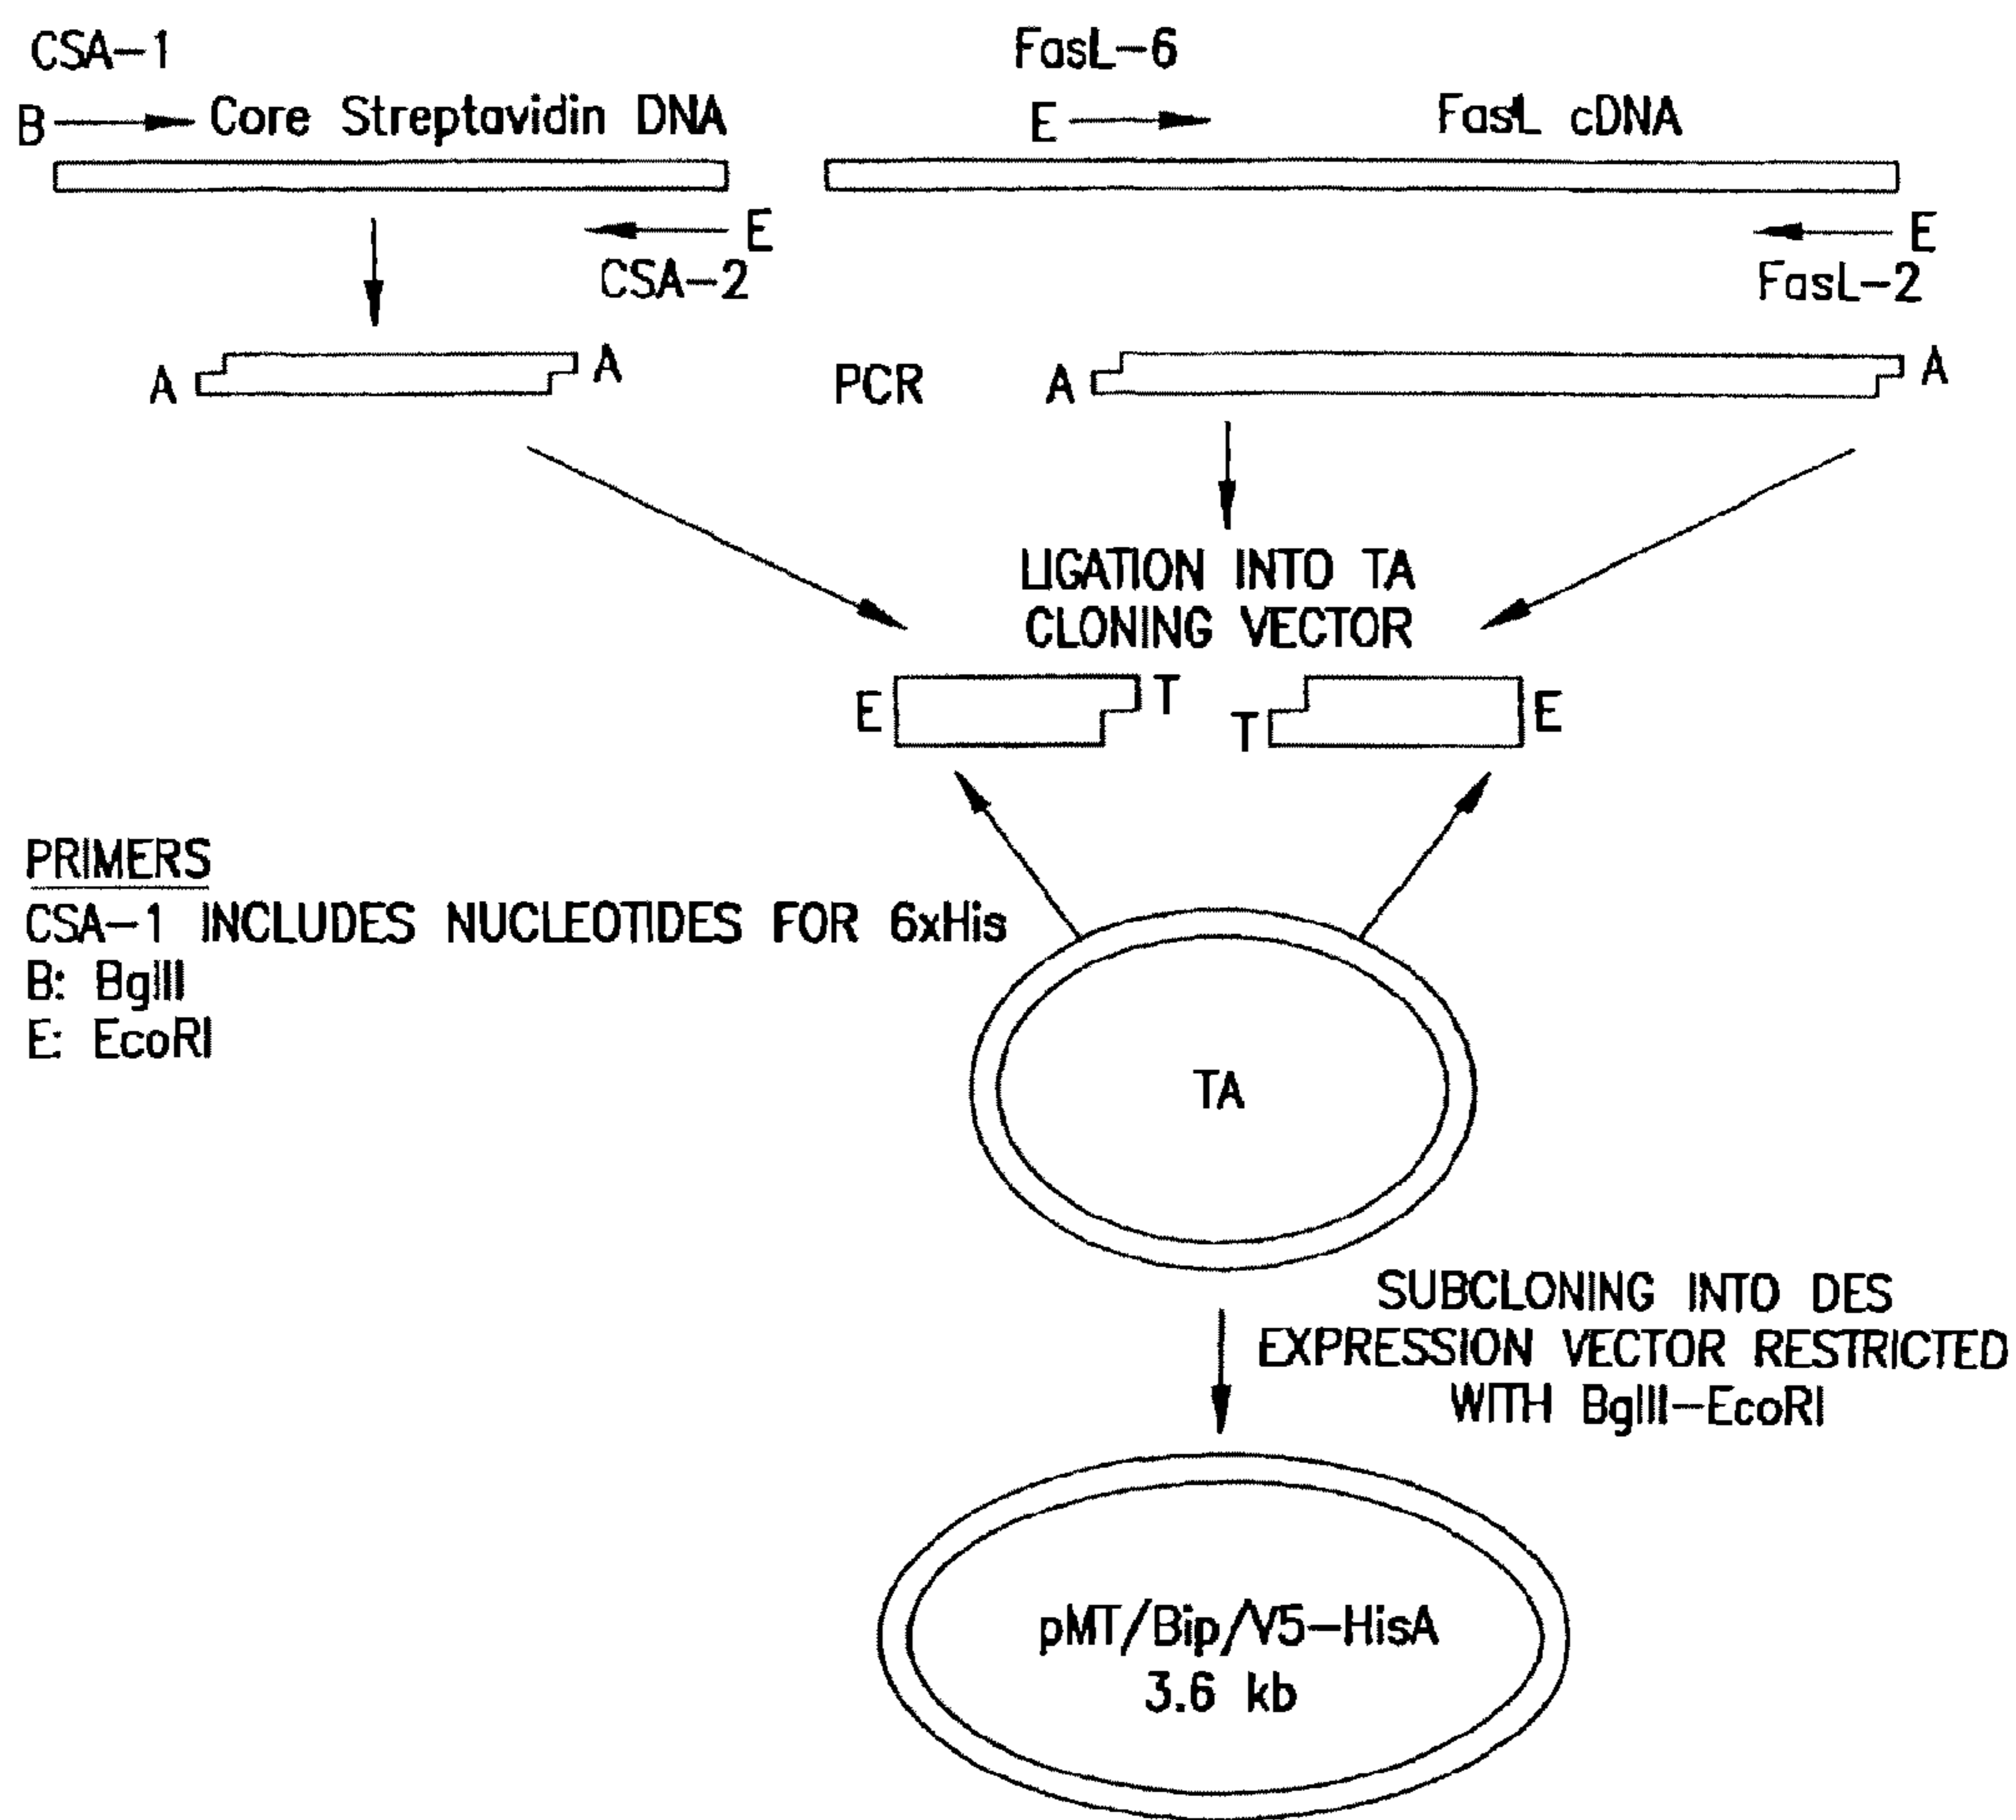 CSA-1
FasL-6
B
Core Streptavidin DNA
E
FasL cDNA
E
CSA-2
E
FasL-2
A
A
PCR
A
A
LIGATION INTO TA
CLONING VECTOR
E
T
T
E
PRIMERS
CSA-1 INCLUDES NUCLEOTIDES FOR 6xHis
B: BglII
E: EcoRI
TA
SUBCLONING INTO DES
EXPRESSION VECTOR RESTRICTED
WITH BglII-EcoRI
pMT/Bip/V5-HisA
3.6 kb